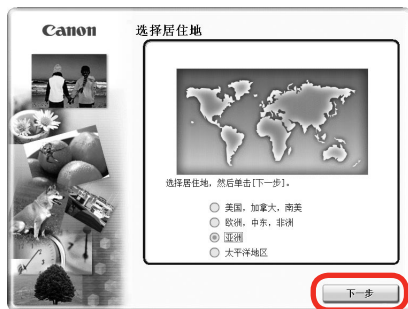 Canon
选择居住地
选择居住地，然后单击[下一步]。
美国，加拿大，南美
欧洲，中东，非洲
亚洲
太平洋地区
下一步